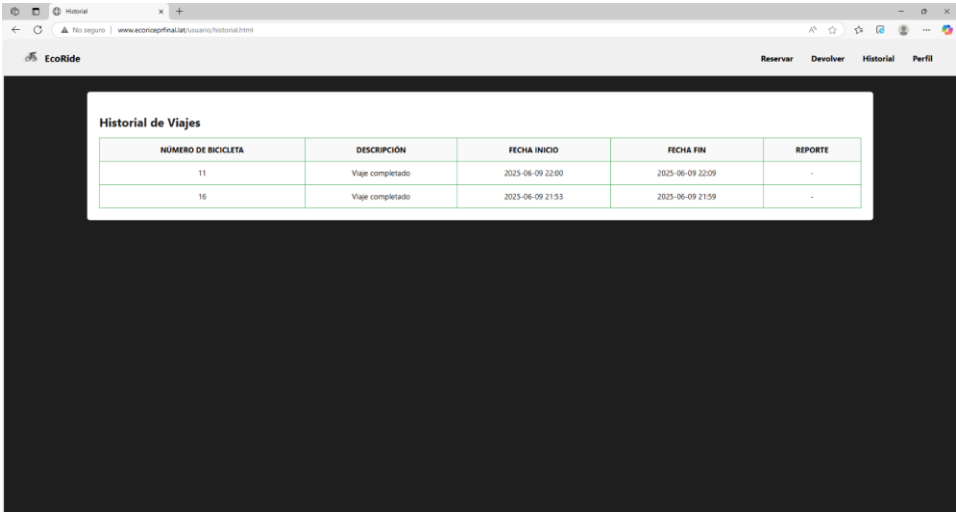 Historial
No seguro | www.ecoriceprfinal.lat/usuario/historial.html
EcoRide
Reservar Devolver Historial Perfil
Historial de Viajes
NÚMERO DE BICICLETA DESCRIPCIÓN FECHA INICIO FECHA FIN REPORTE
11 Viaje completado 2025-06-09 22:00 2025-06-09 22:09 -
16 Viaje completado 2025-06-09 21:53 2025-06-09 21:59 -